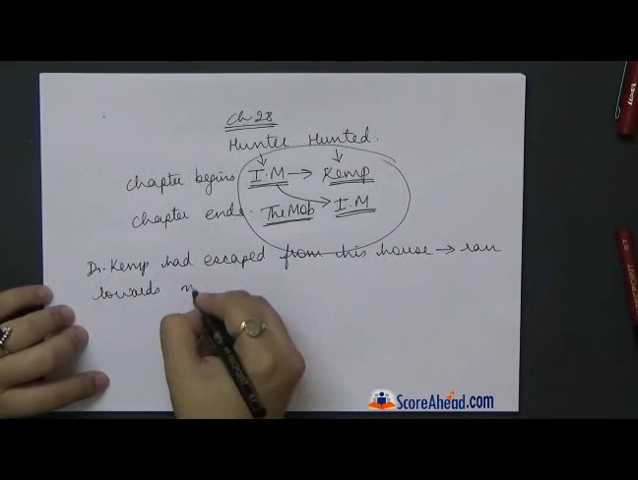 Ch. 28
Hunter Hunted.
chapter begins I.M → Kemp
chapter ends. The Mob I.M
Dr. Kemp had escaped from this house → ran
towards
ScoreAhead.com